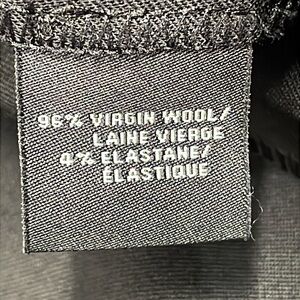 96% VIRGIN WOOL/
LAINE VIERGE
4% ELASTANE/
ÉLASTIQUE